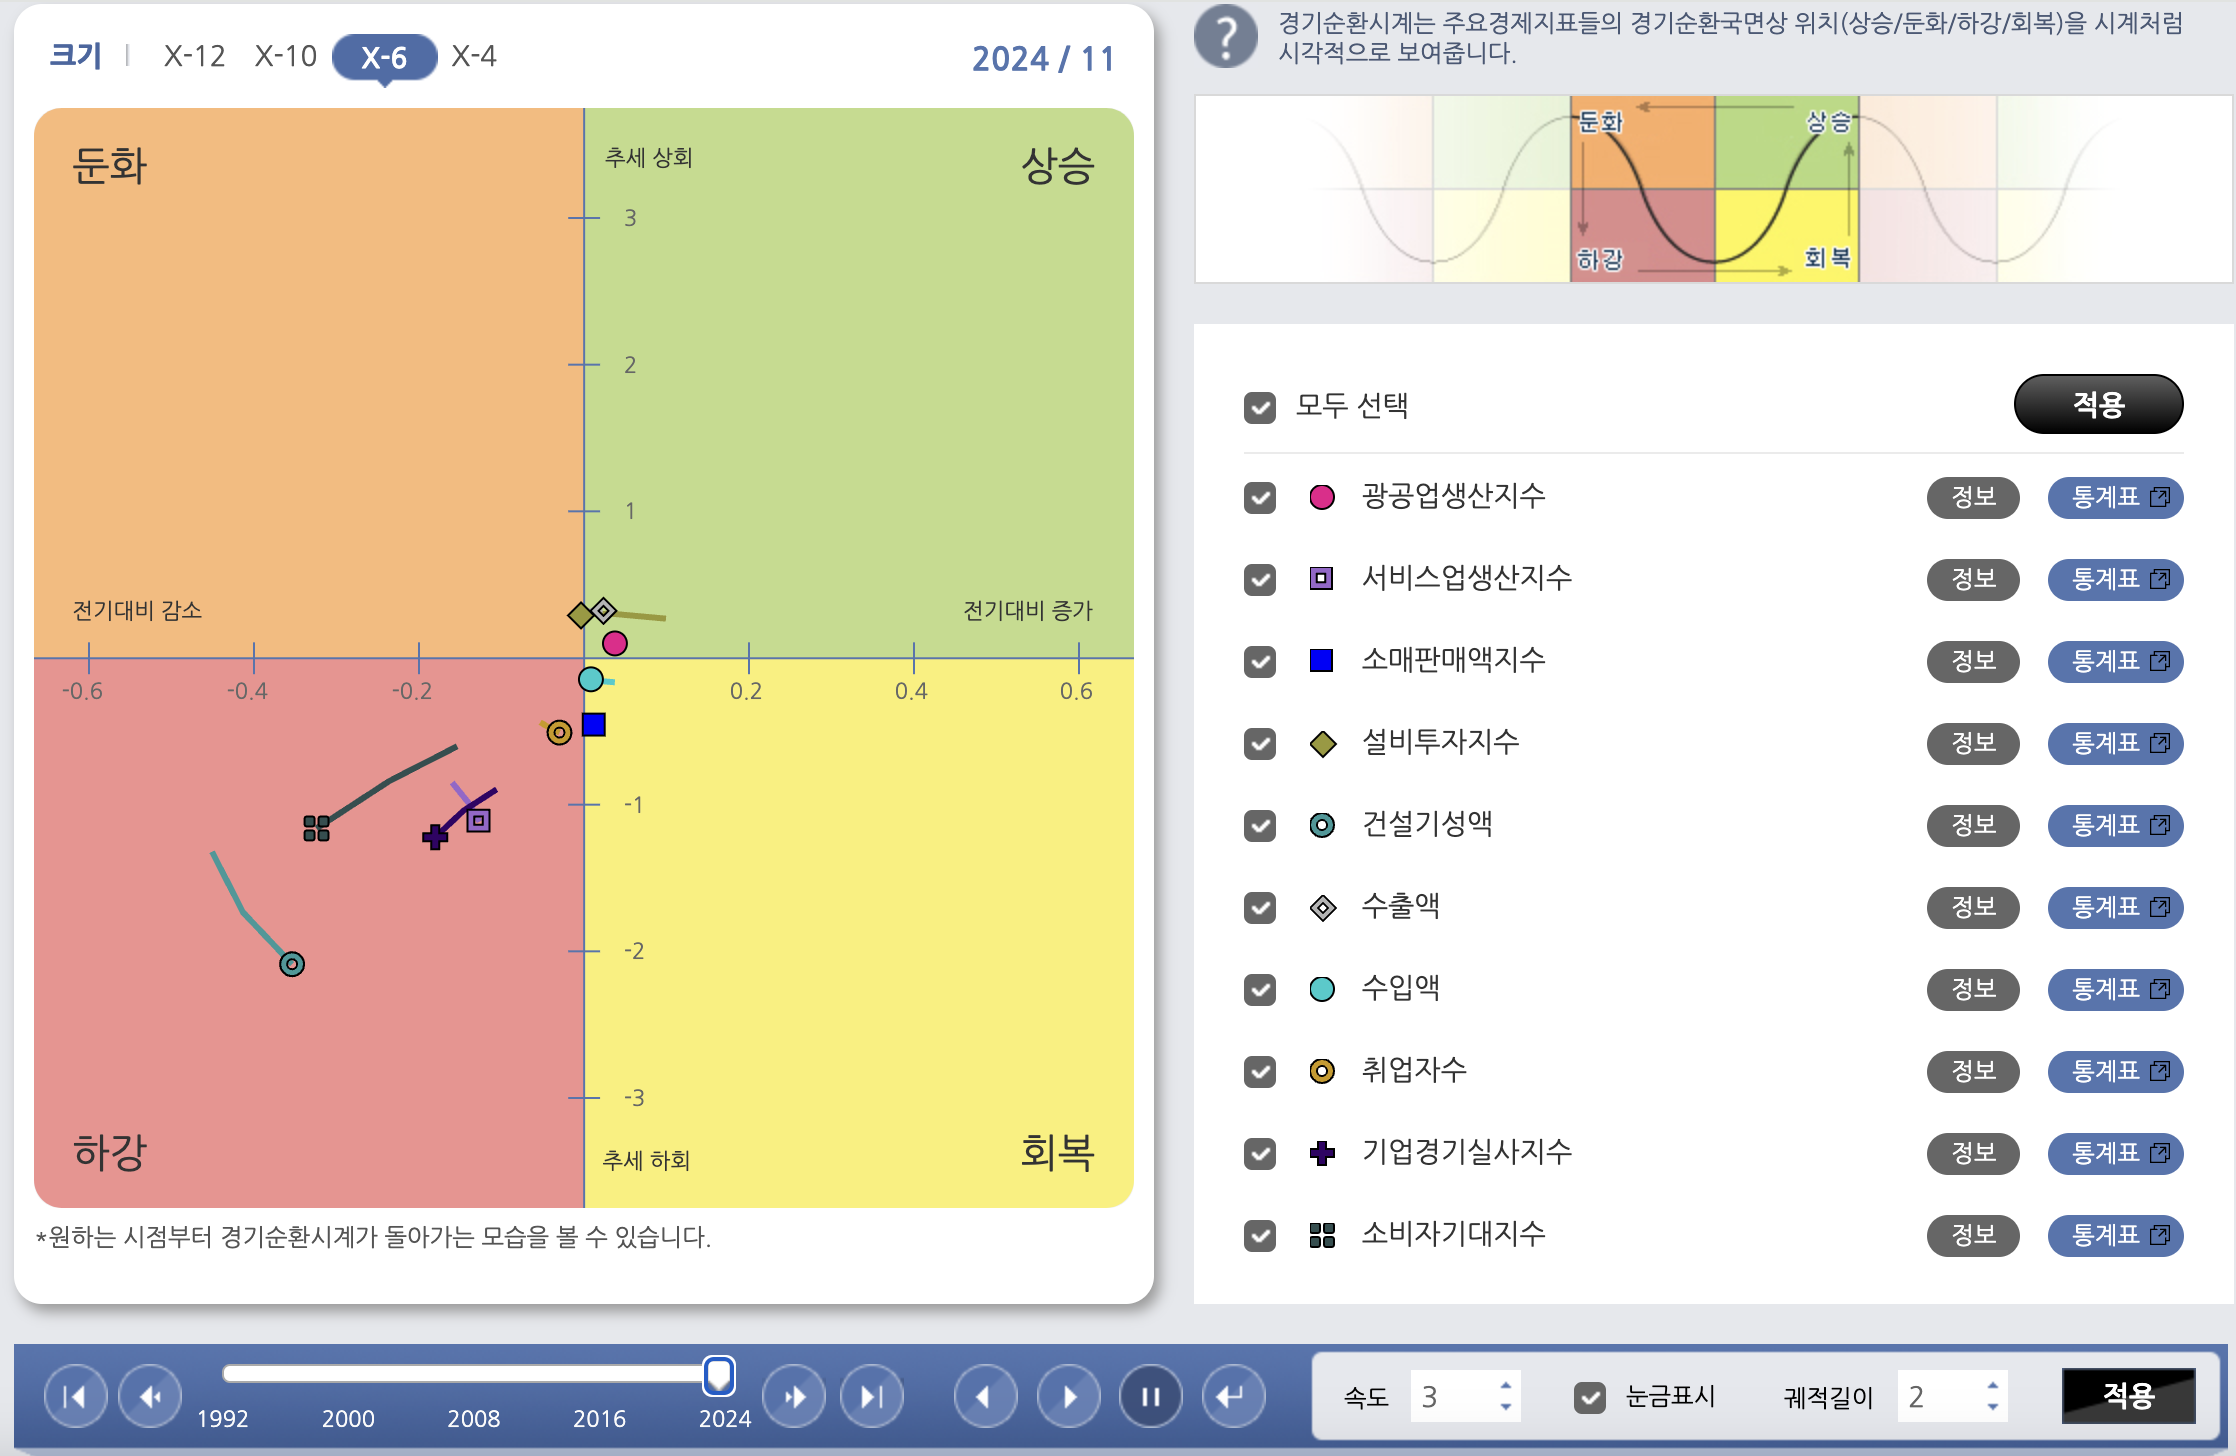 크기 | X-12 X-10 X-6 X-4 2024 / 11
둔화
추세 상회
상승
3
2
1
전기대비 감소
전기대비 증가
-0.6 -0.4 -0.2 0.2 0.4 0.6
-1
-2
-3
하강
추세 하회
회복
*원하는 시점부터 경기순환시계가 돌아가는 모습을 볼 수 있습니다.
? 경기순환시계는 주요경제지표들의 경기순환국면상 위치(상승/둔화/하강/회복)을 시계처럼
시각적으로 보여줍니다.
둔화 상승
하강 회복
모두 선택 적용
광공업생산지수 정보 통계표
서비스업생산지수 정보 통계표
소매판매액지수 정보 통계표
설비투자지수 정보 통계표
건설기성액 정보 통계표
수출액 정보 통계표
수입액 정보 통계표
취업자수 정보 통계표
기업경기실사지수 정보 통계표
소비자기대지수 정보 통계표
1992 2000 2008 2016 2024
속도 3 눈금표시 궤적길이 2 적용